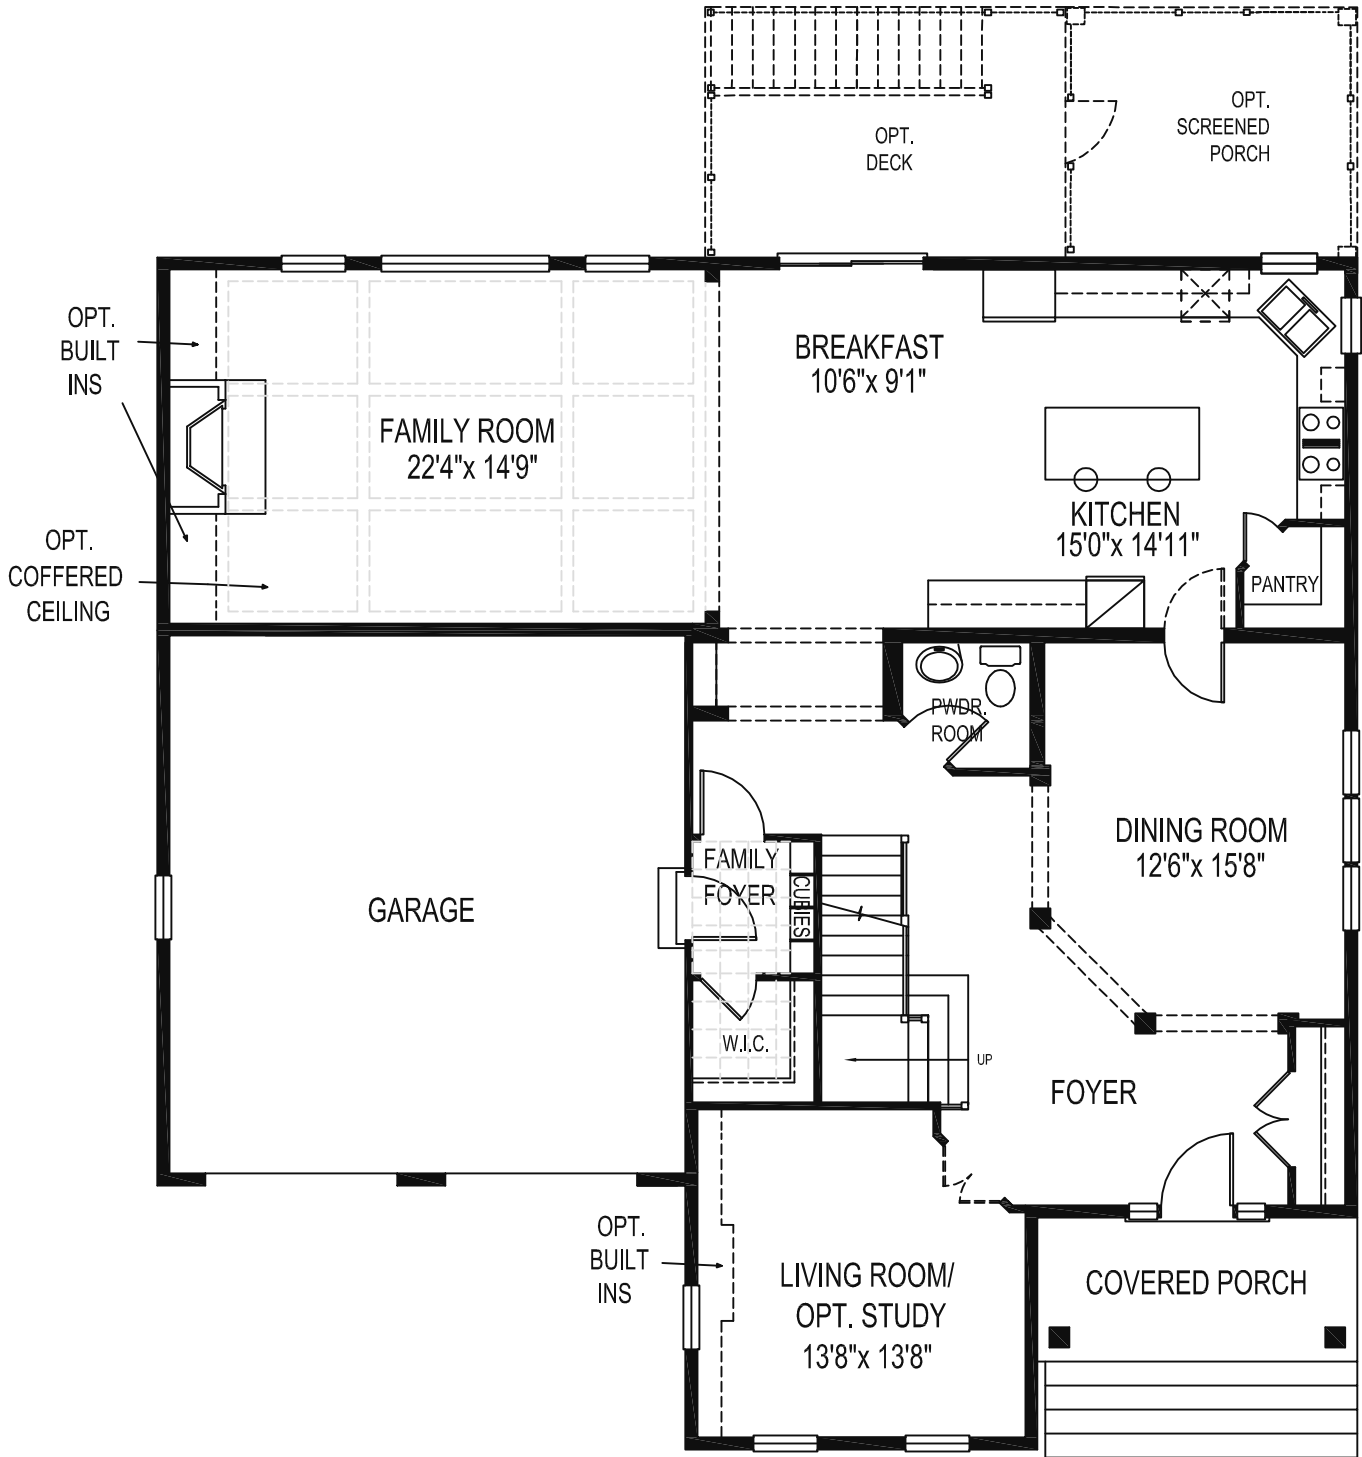 OPT.
DECK
OPT.
SCREENED
PORCH
OPT.
BUILT
INS
BREAKFAST
10'6"x 9'1"
FAMILY ROOM
22'4"x 14'9"
KITCHEN
15'0"x 14'11"
OPT.
COFFERED
CEILING
PANTRY
PWDR.
ROOM
DINING ROOM
12'6"x 15'8"
FAMILY
FOYER
CUBIES
GARAGE
W.I.C.
UP
FOYER
OPT.
BUILT
INS
LIVING ROOM/
OPT. STUDY
13'8"x 13'8"
COVERED PORCH